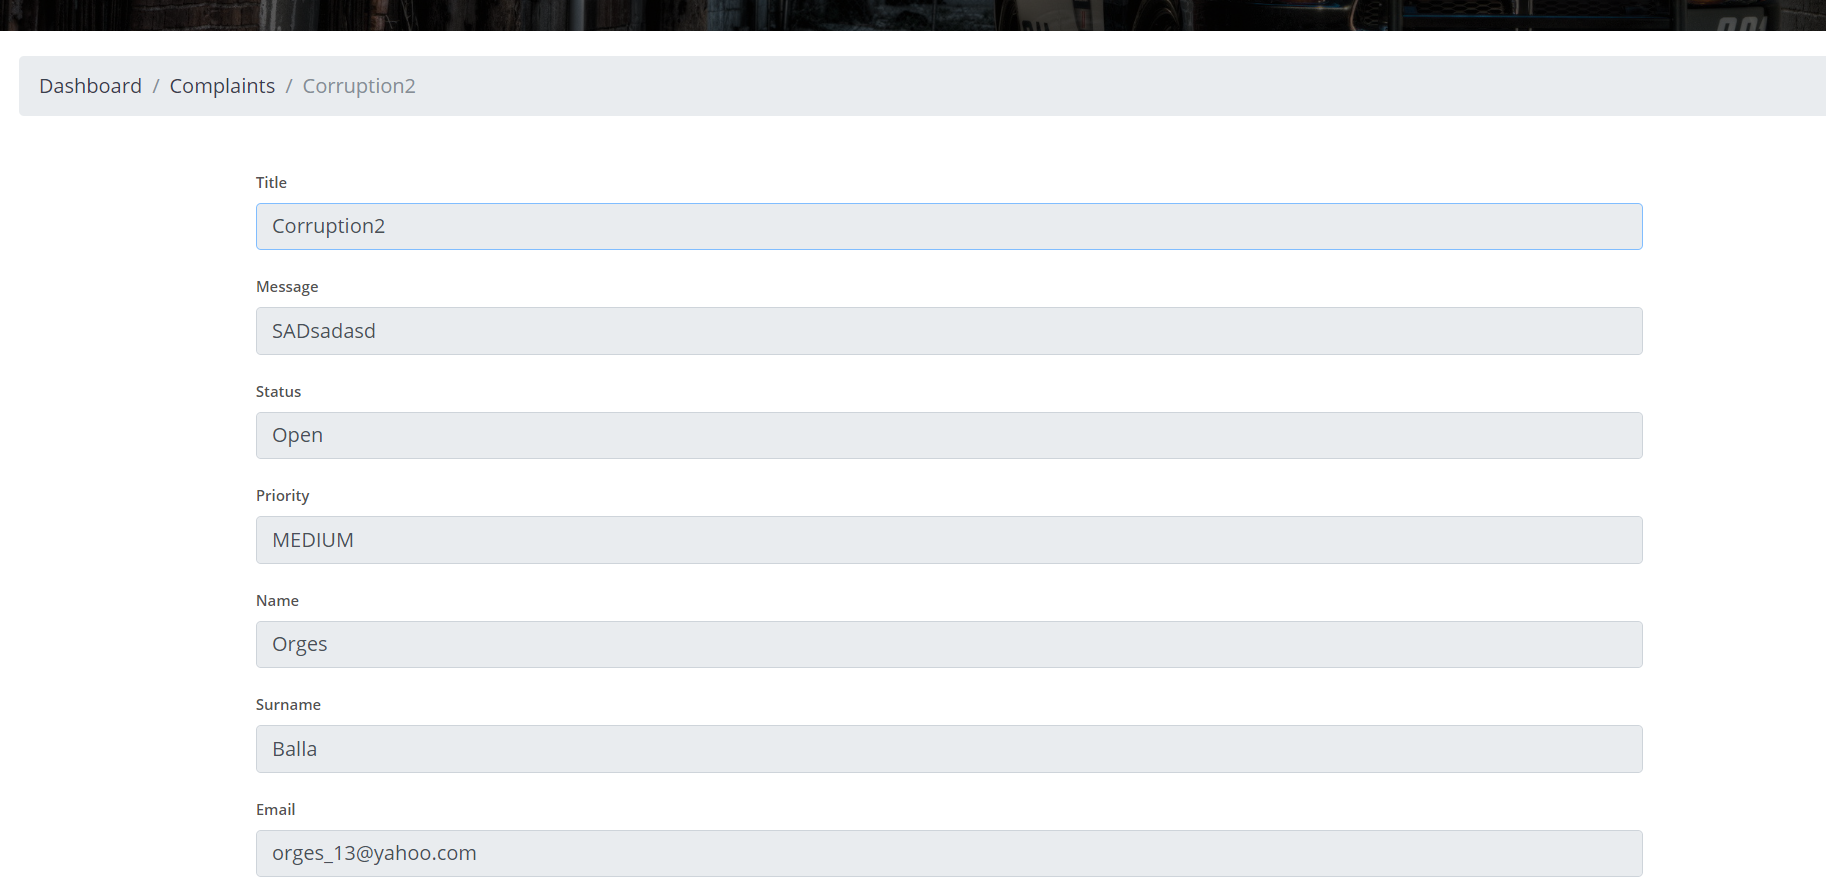 Dashboard / Complaints / Corruption2
Title
Corruption2
Message
SADsadasd
Status
Open
Priority
MEDIUM
Name
Orges
Surname
Balla
Email
orges_13@yahoo.com